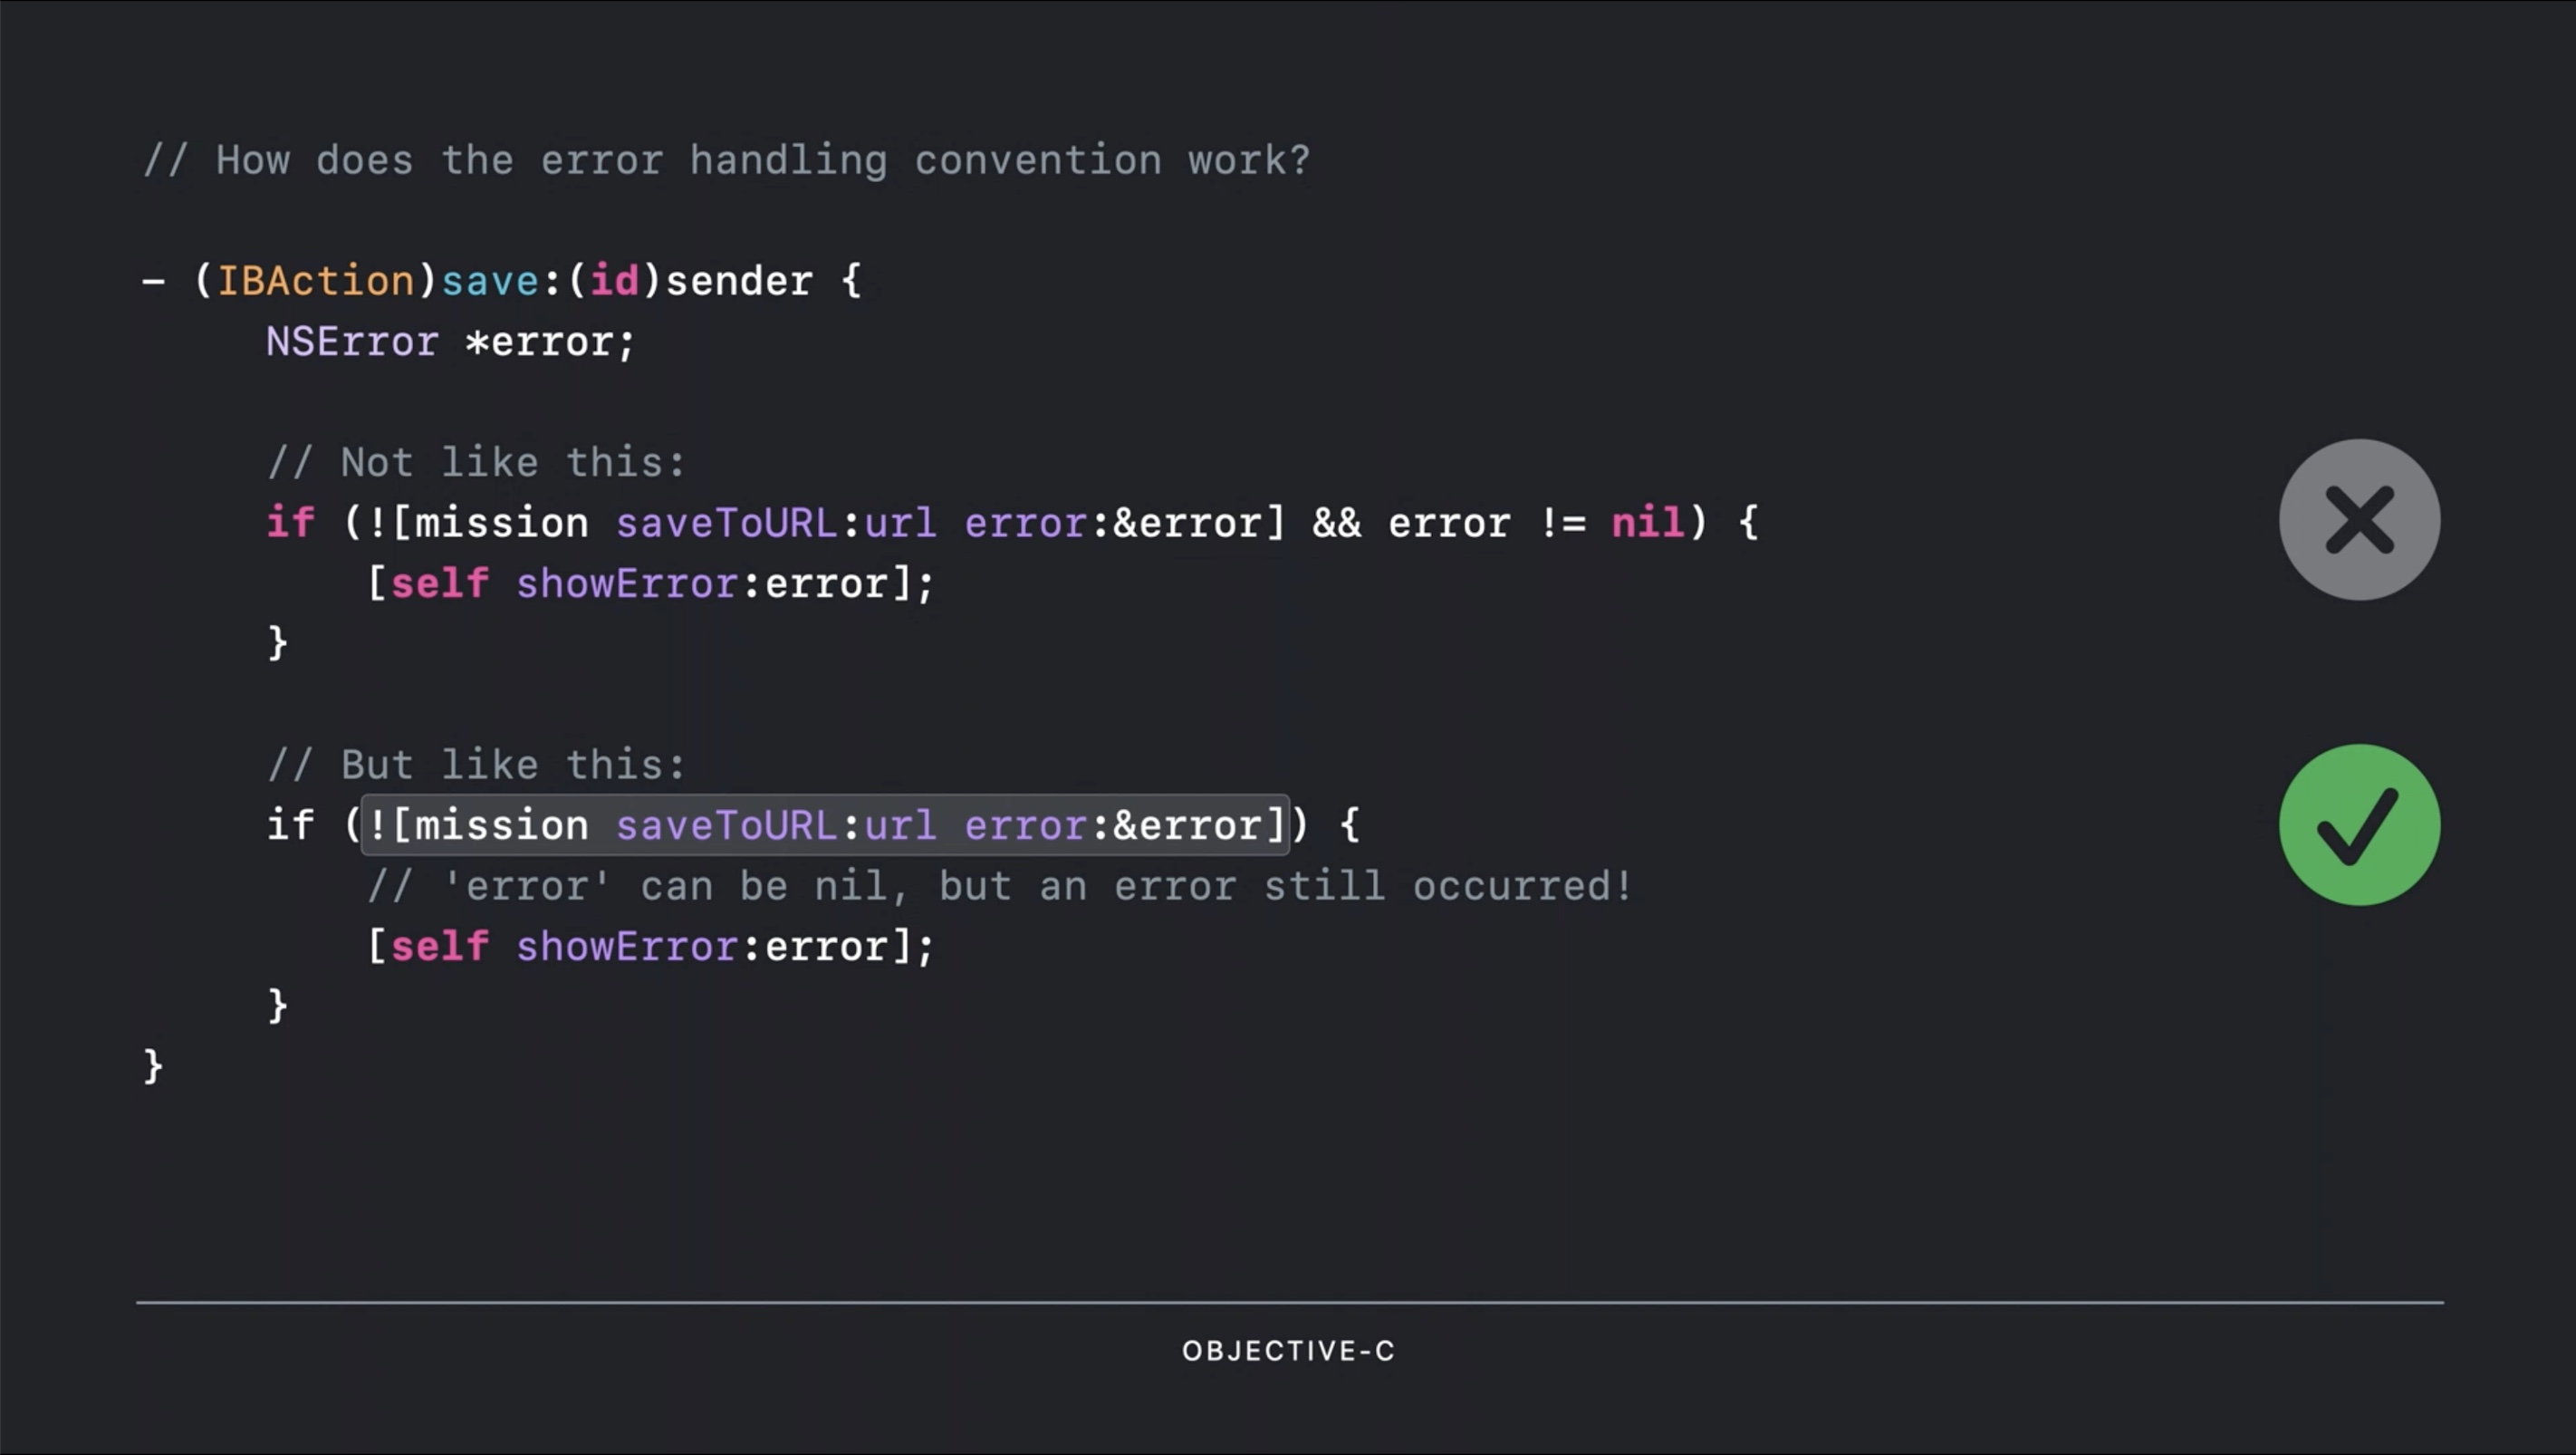 // How does the error handling convention work?
- (IBAction)save:(id)sender {
NSError *error;
// Not like this:
if (![mission saveToURL:url error:&error] && error != nil) {
[self showError:error];
}
// But like this:
if (![mission saveToURL:url error:&error]) {
// 'error' can be nil, but an error still occurred!
[self showError:error];
}
}
OBJECTIVE-C